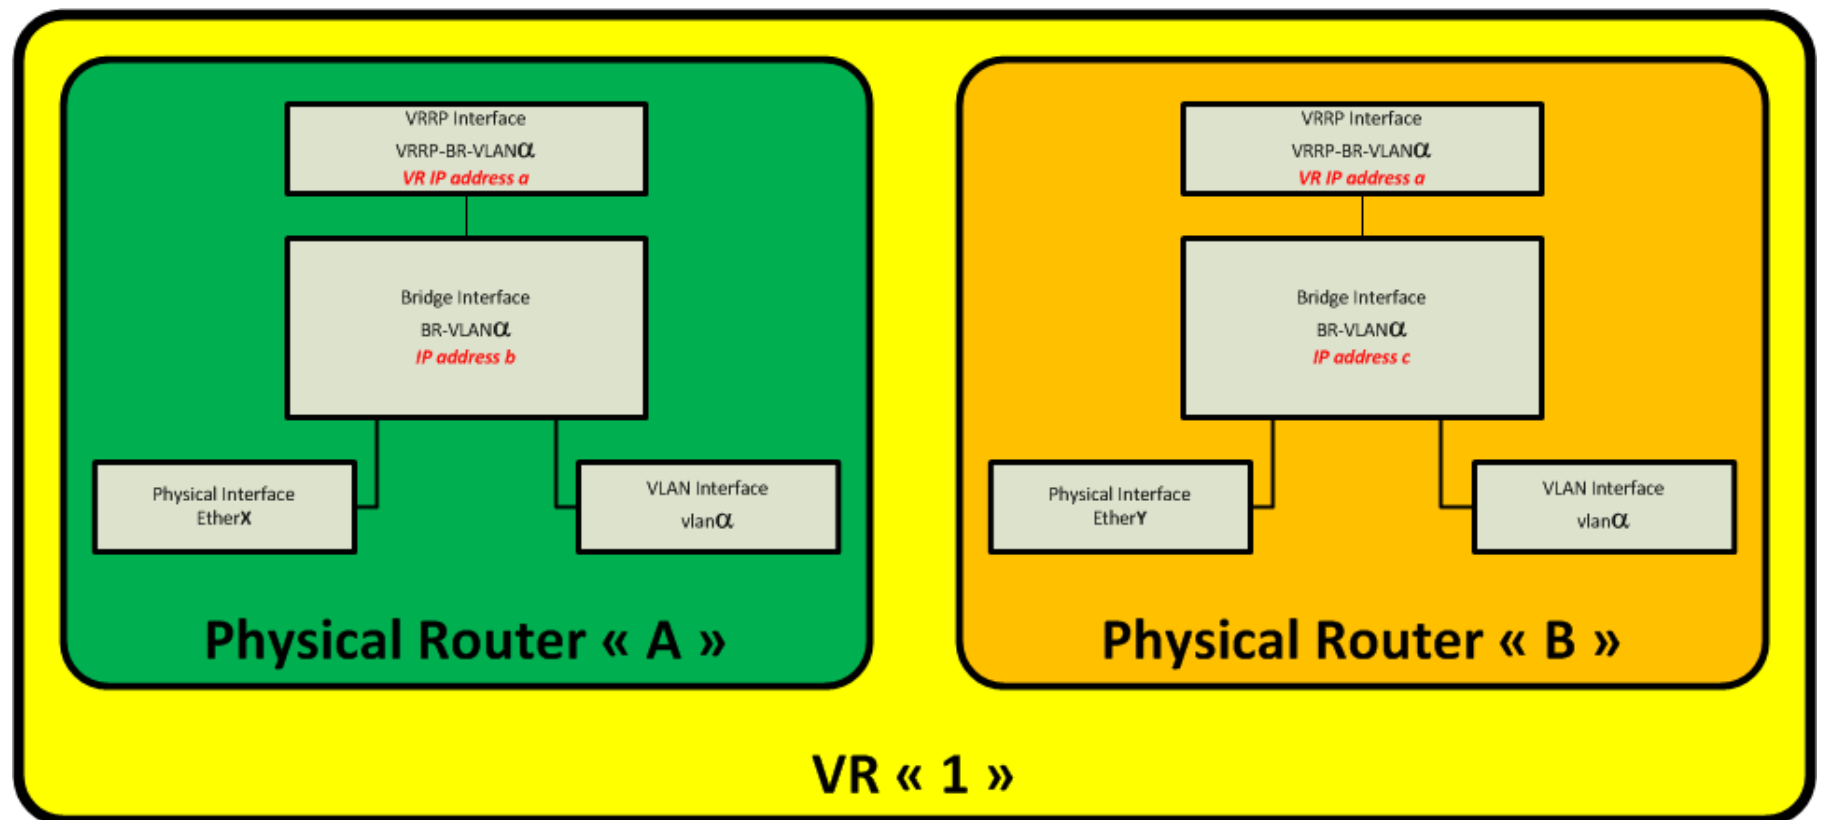 VRRP Interface
VRRP-BR-VLANα
VR IP address a
Bridge Interface
BR-VLANα
IP address b
Physical Interface
EtherX
VLAN Interface
vlanα
Physical Router « A »
VRRP Interface
VRRP-BR-VLANα
VR IP address a
Bridge Interface
BR-VLANα
IP address c
Physical Interface
EtherY
VLAN Interface
vlanα
Physical Router « B »
VR « 1 »